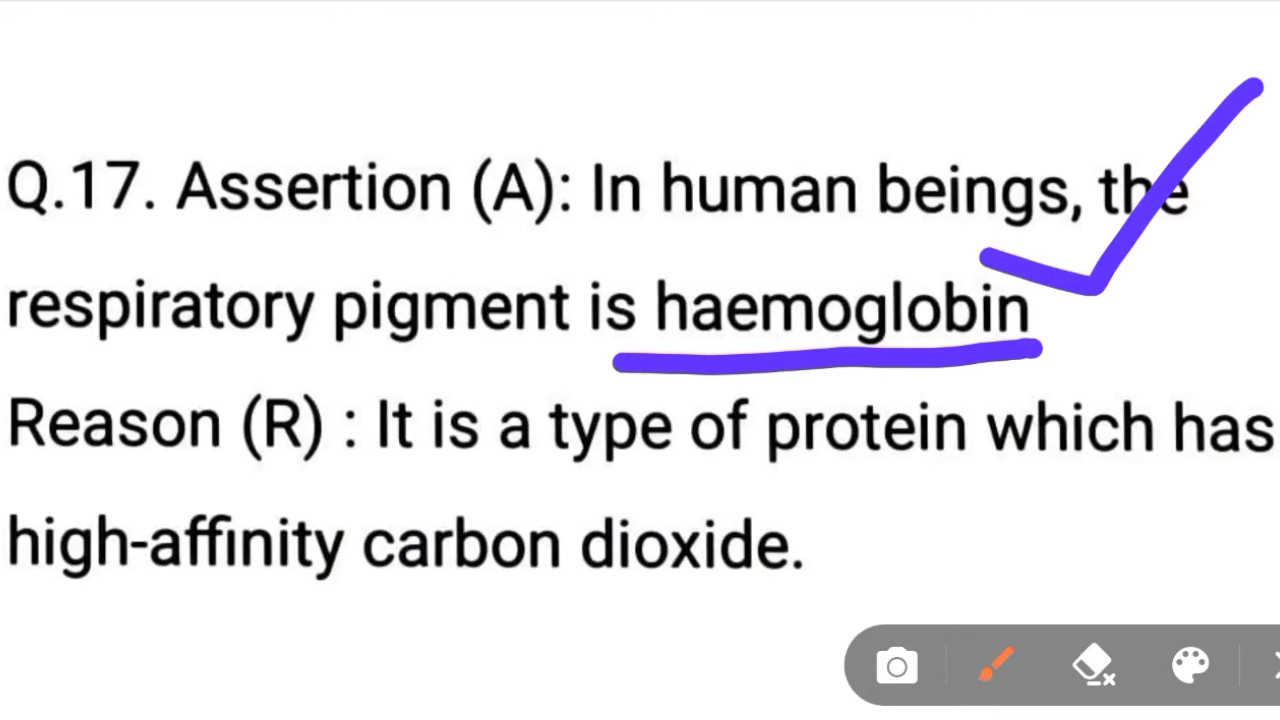 Q.17. Assertion (A): In human beings, the
respiratory pigment is haemoglobin
Reason (R) : It is a type of protein which has
high-affinity carbon dioxide.